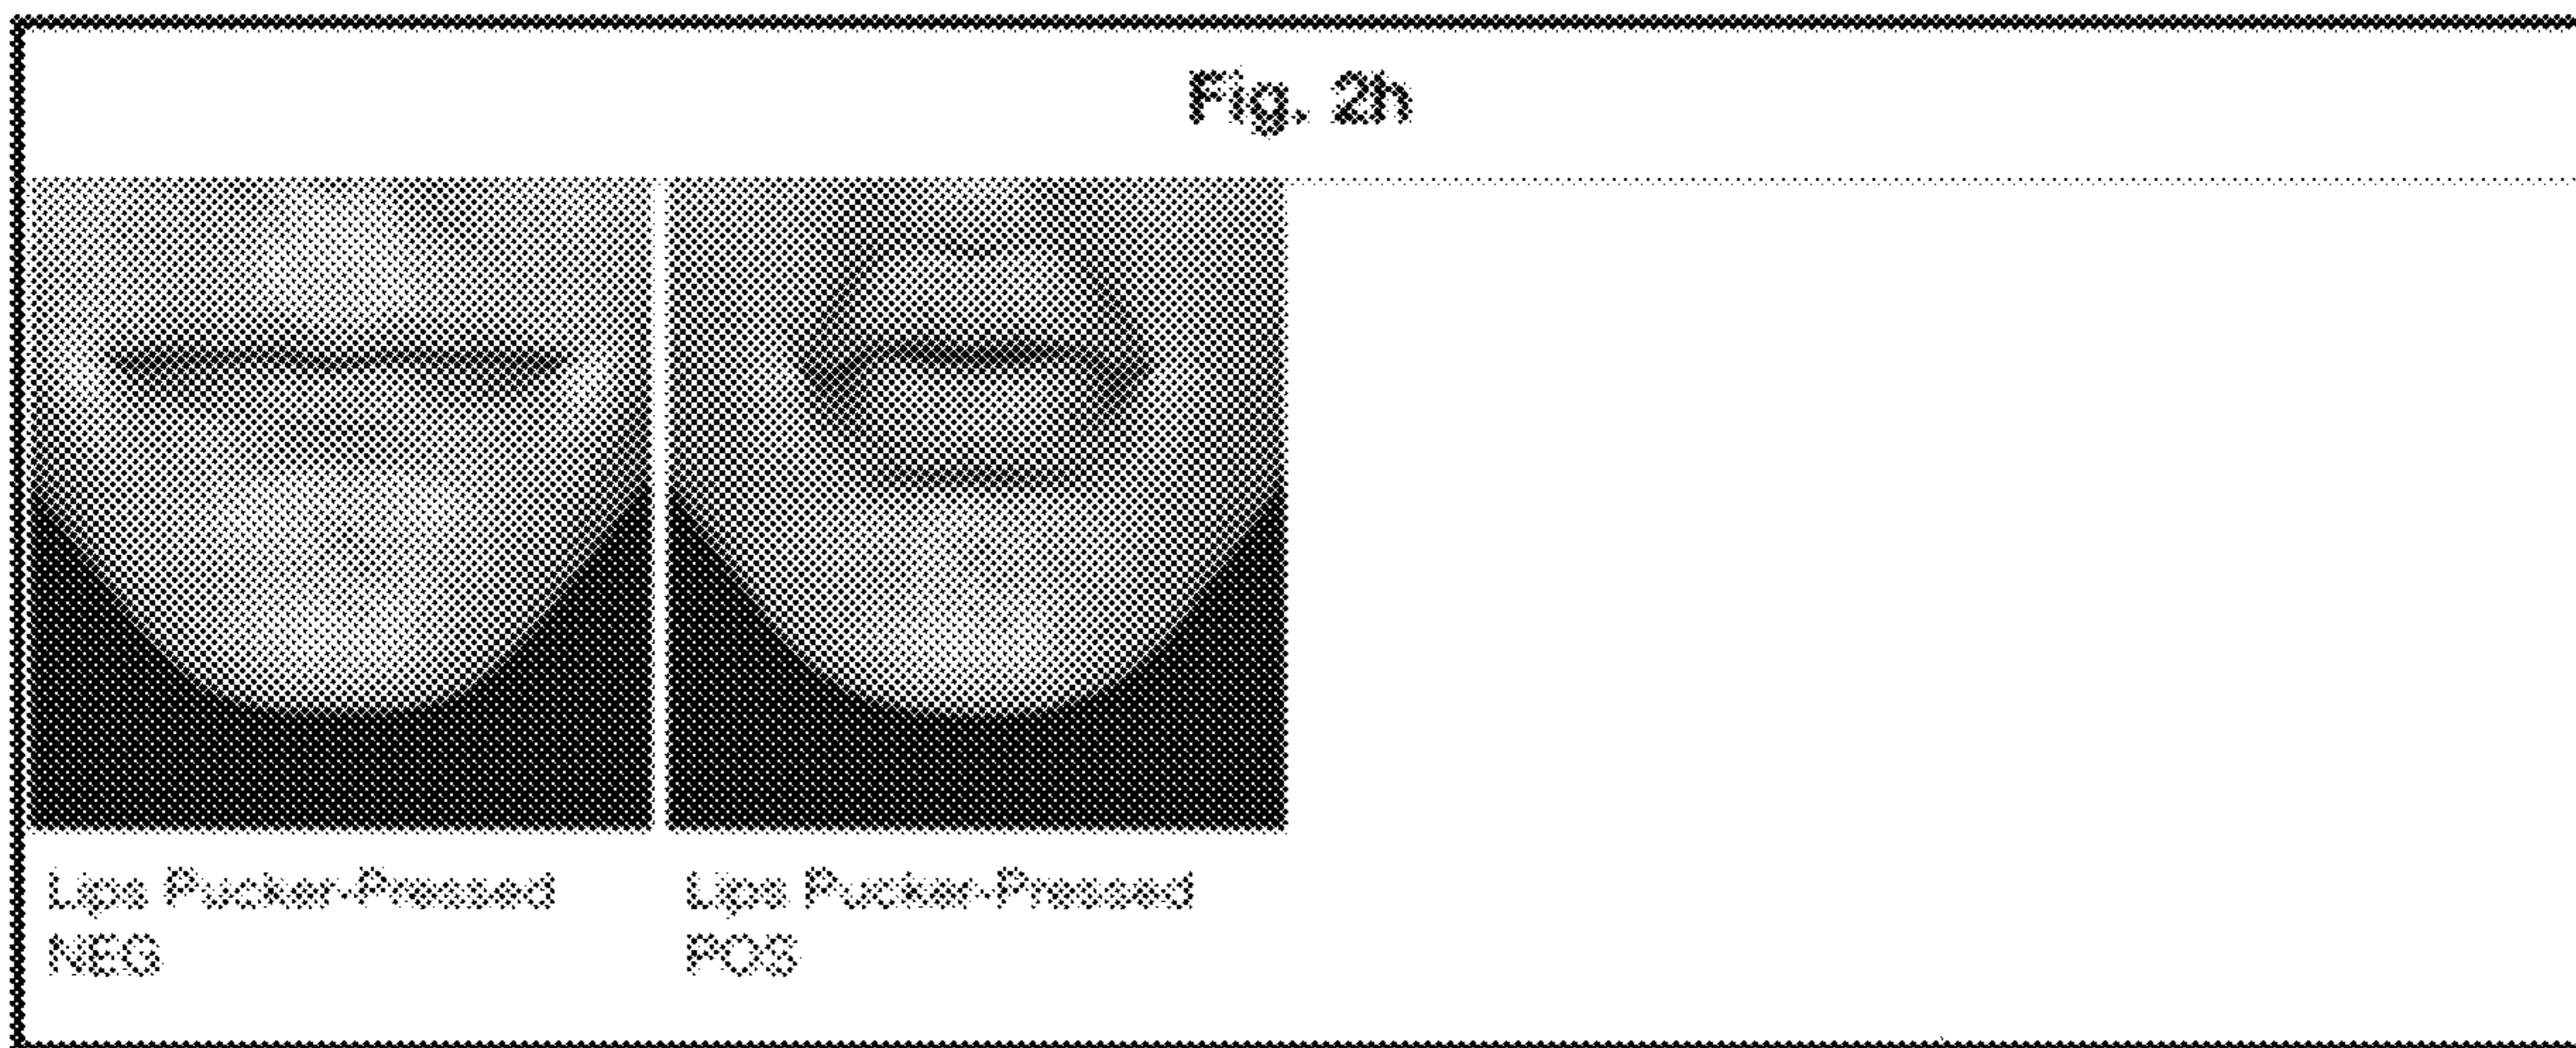 Fig. 2h
Lips Pucker-Pressed
NEG
Lips Pucker-Pressed
POS